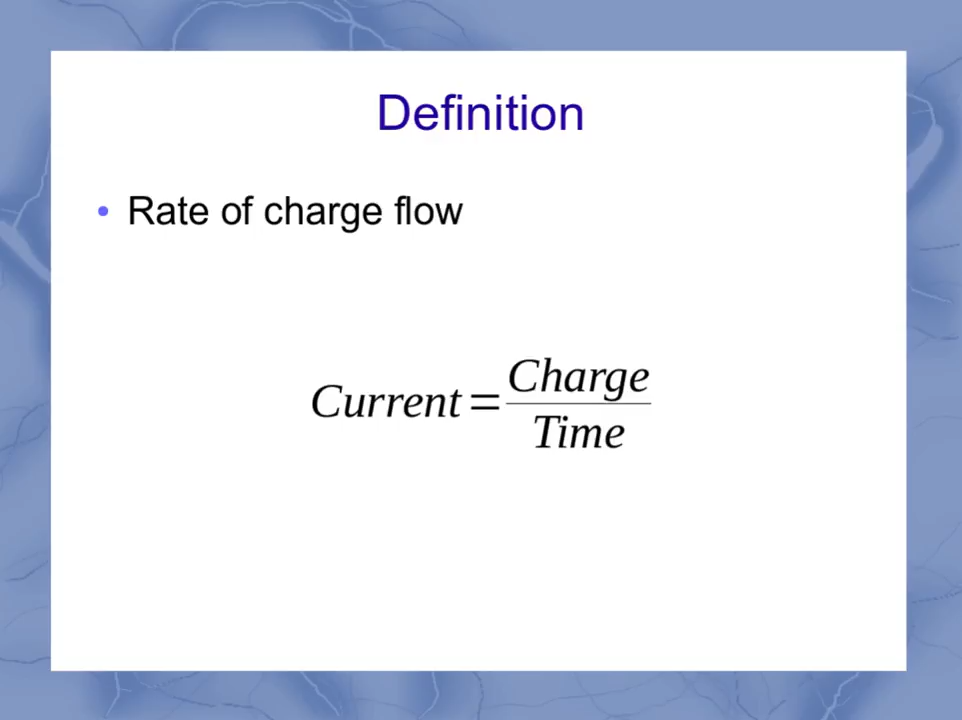 Definition
• Rate of charge flow
Current = Charge / Time